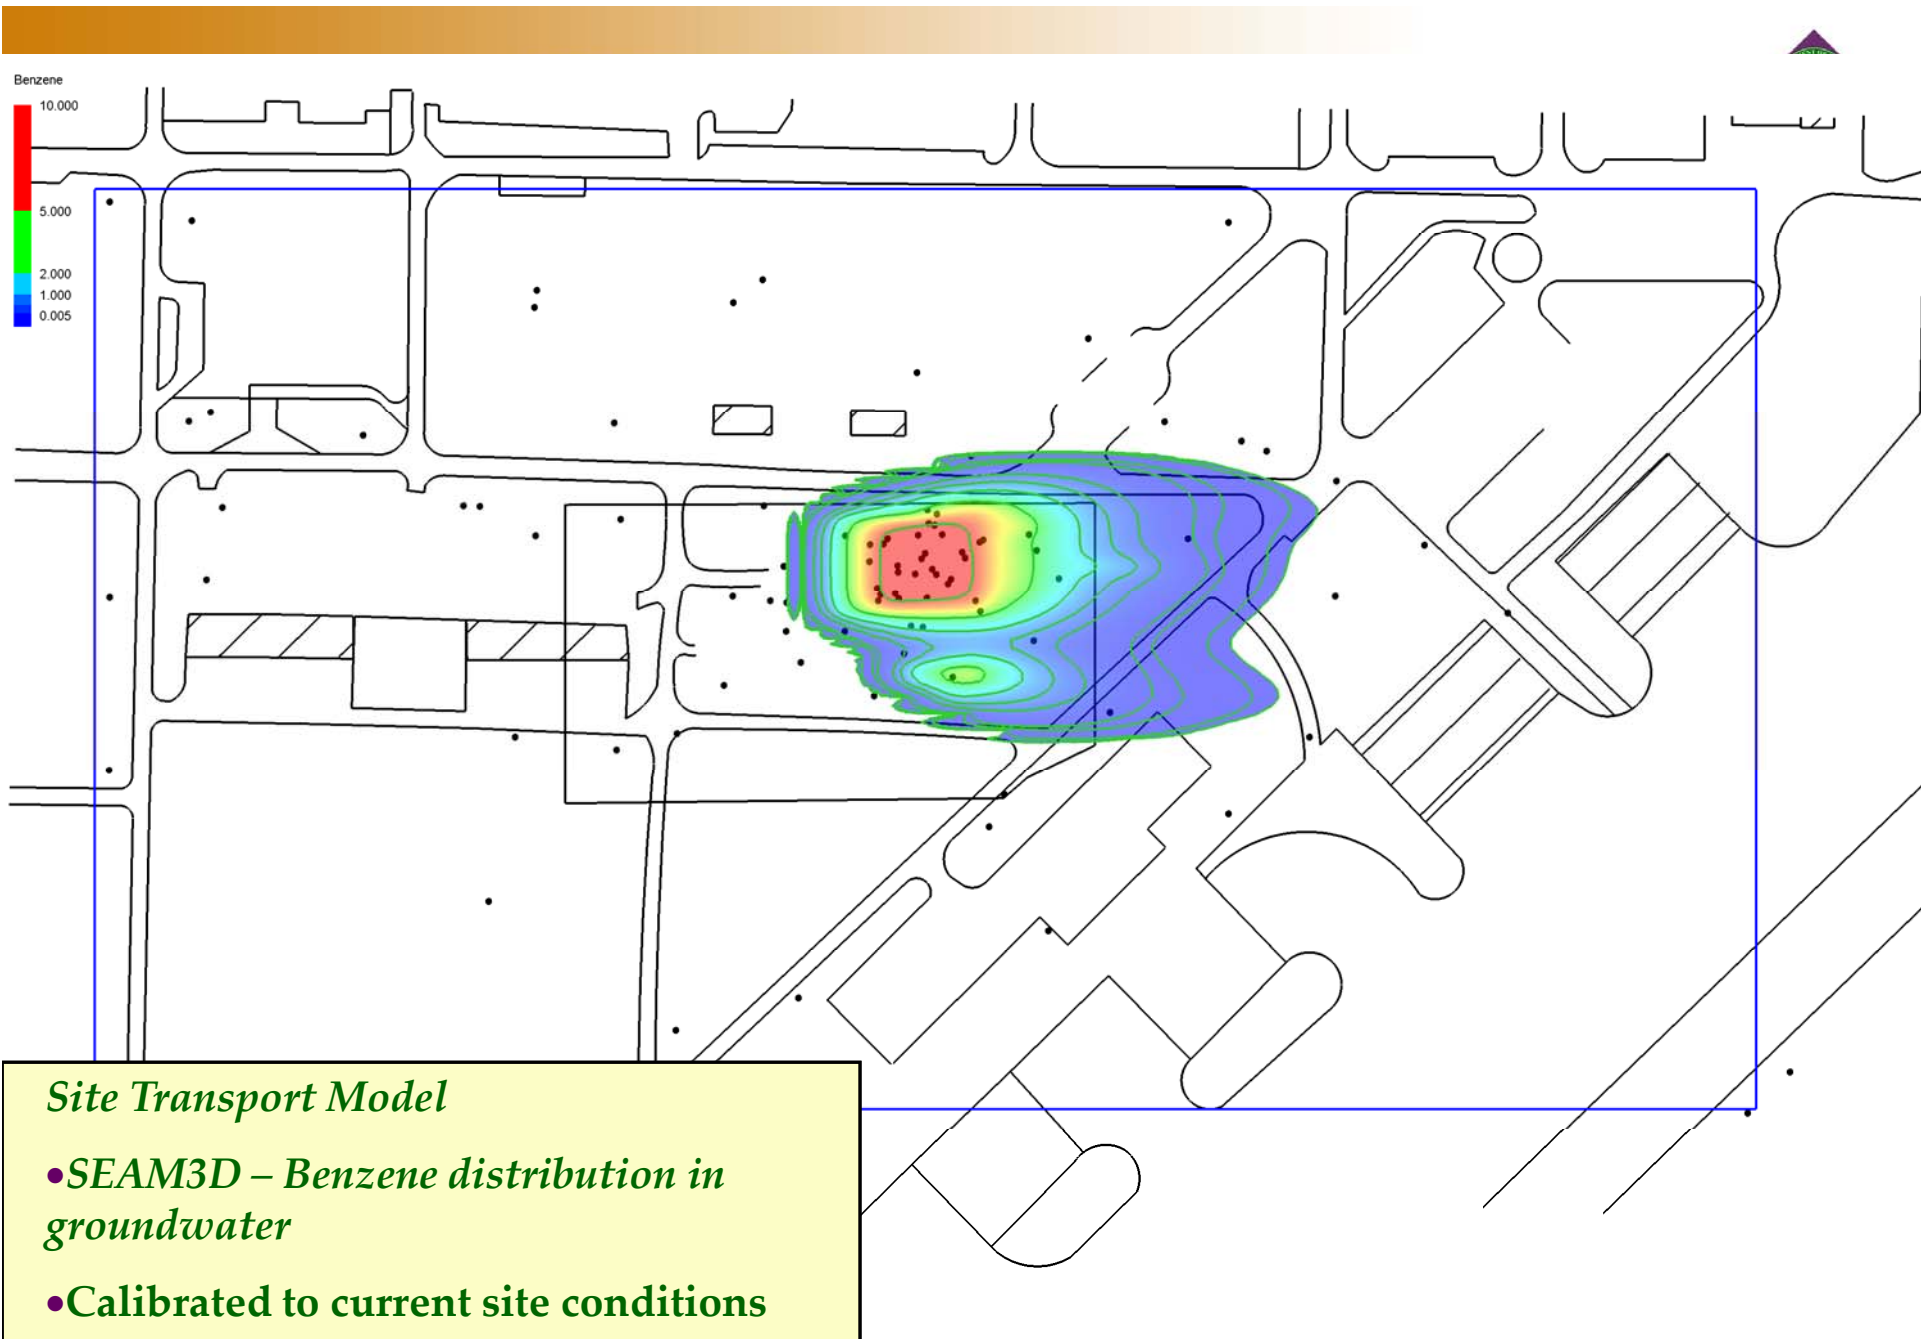 Benzene
10.000
5.000
2.000
1.000
0.005
Site Transport Model
•SEAM3D – Benzene distribution in
groundwater
•Calibrated to current site conditions